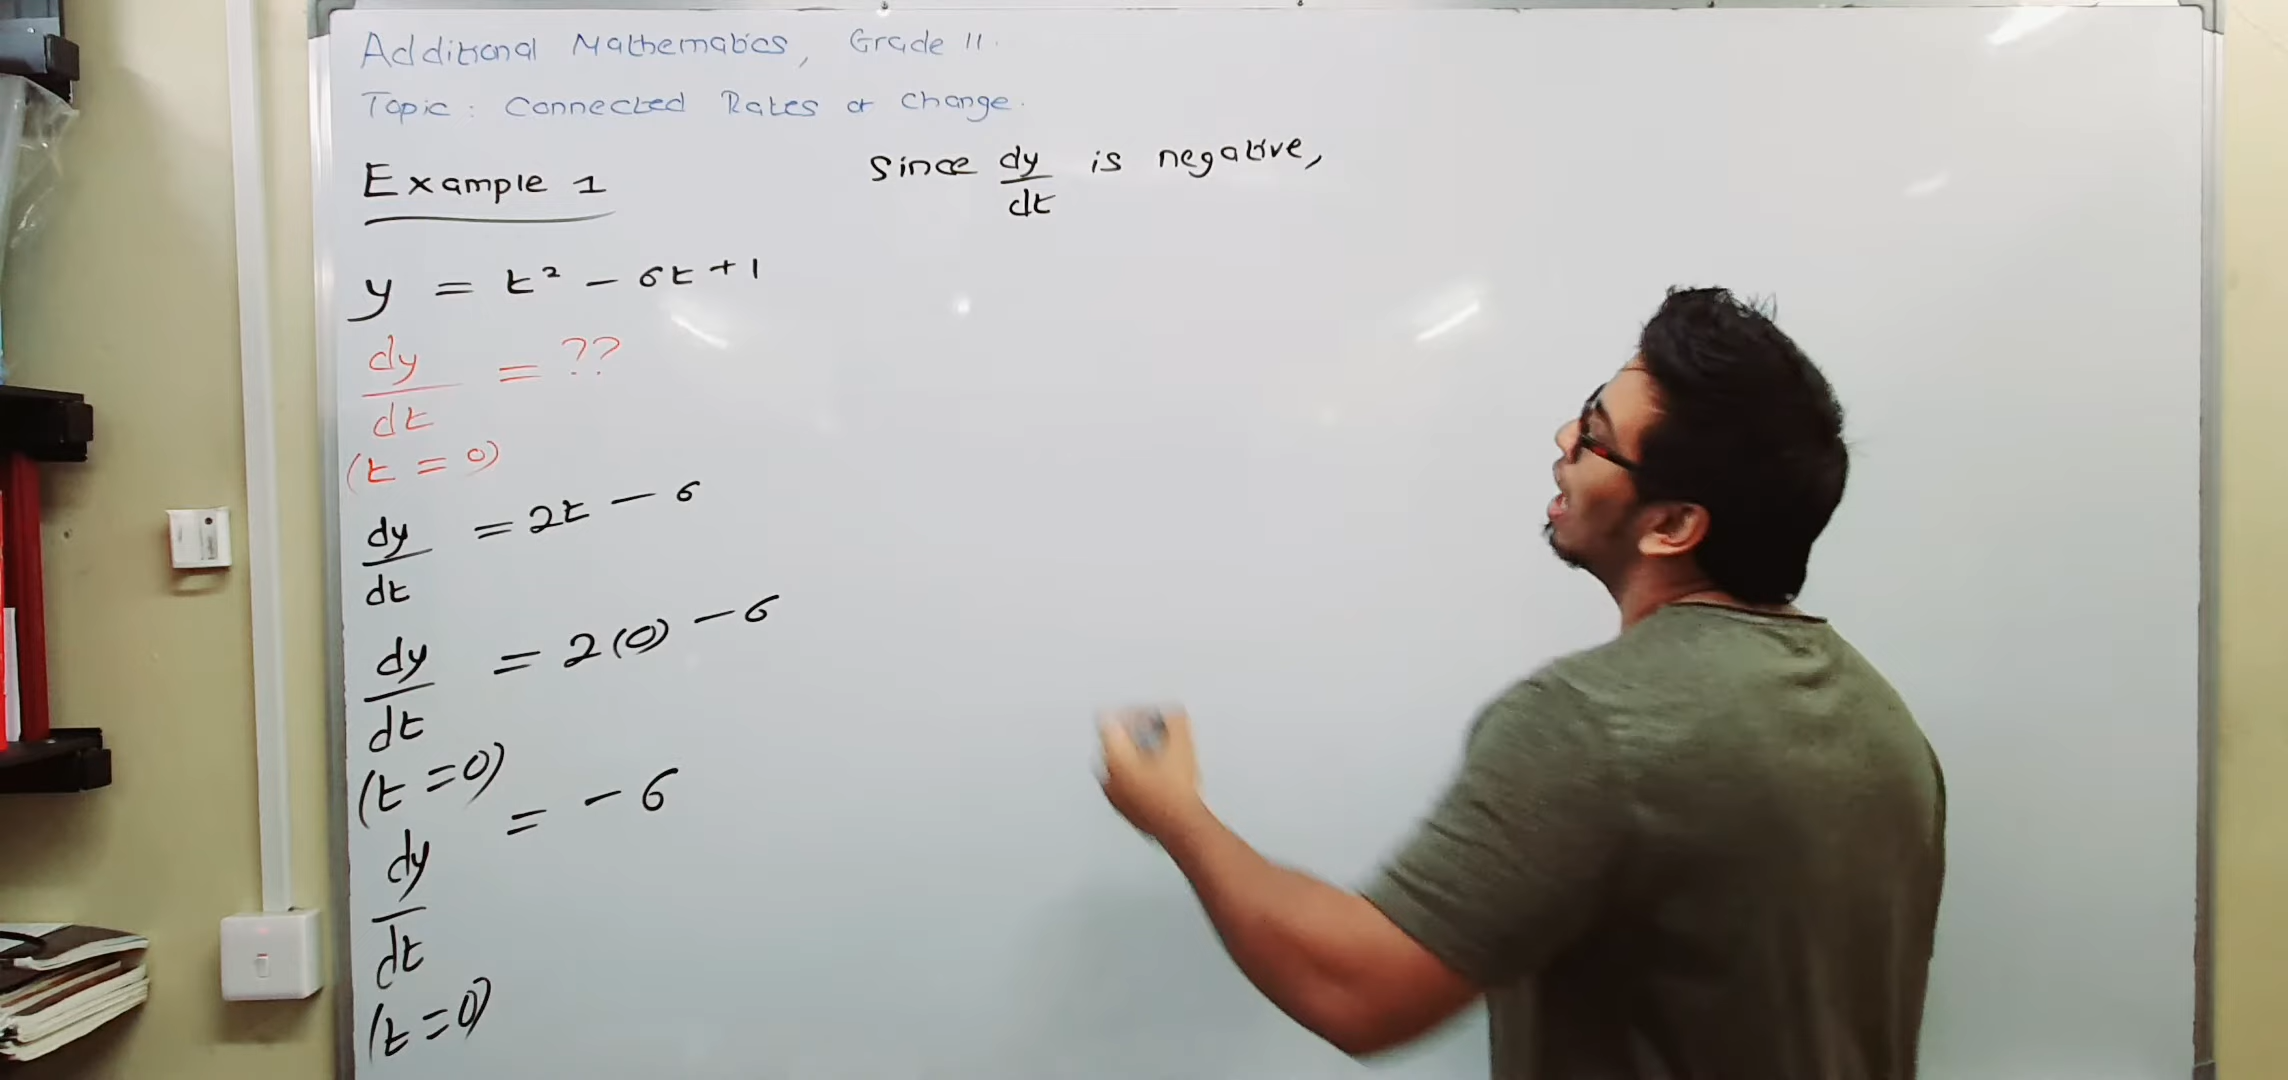 Additional Mathematics, Grade 11.
Topic: Connected Rates of Change.
Example 1
y = t² - 6t + 1
dy/dt = ??
(t = 0)
dy/dt = 2t - 6
dy/dt = 2(0) - 6
(t = 0)
dy/dt = -6
(t = 0)
Since dy/dt is negative,